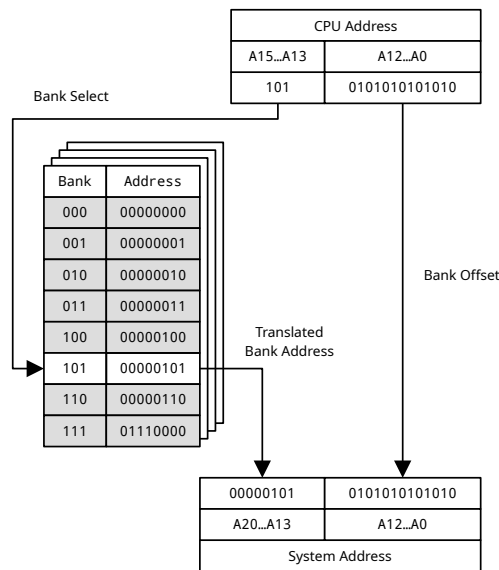 CPU Address
A15…A13 A12…A0
101 0101010101010
Bank Select
Bank Address
000 00000000
001 00000001
010 00000010
011 00000011
100 00000100
101 00000101
110 00000110
111 01110000
Bank Offset
Translated
Bank Address
00000101 0101010101010
A20…A13 A12…A0
System Address